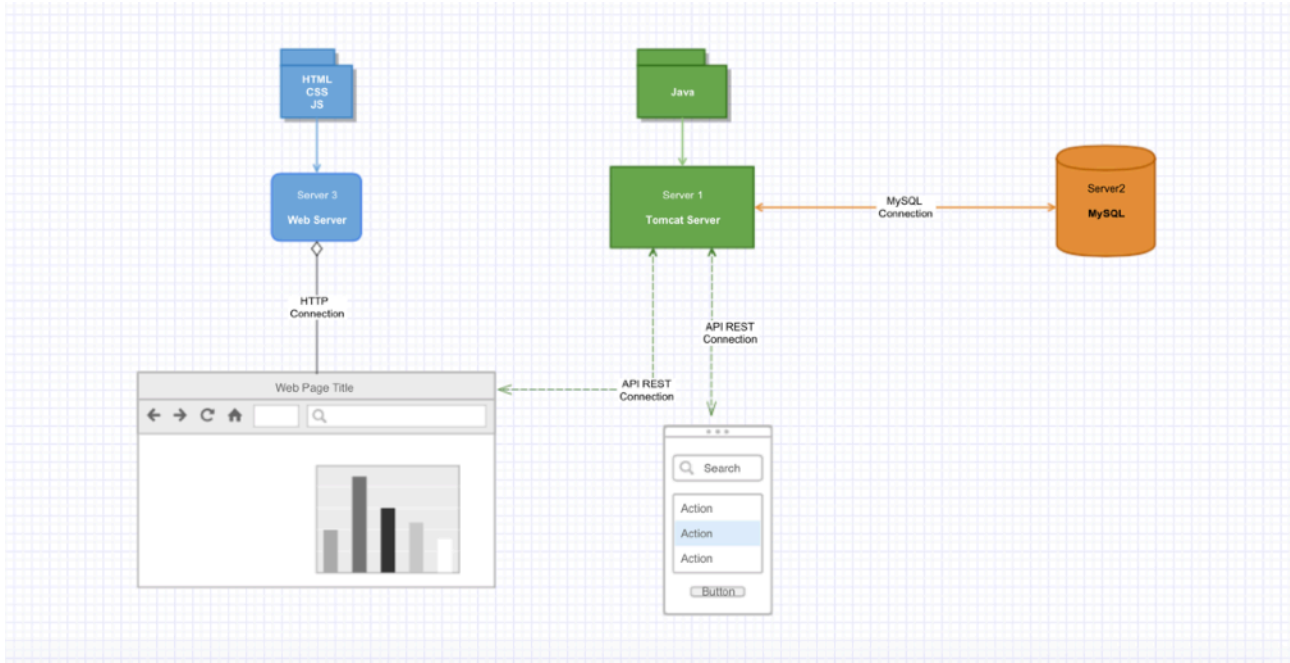 HTML
CSS
JS
Java
Server 3
Web Server
Server 1
Tomcat Server
MySQL
Connection
Server2
MySQL
HTTP
Connection
API REST
Connection
API REST
Connection
Web Page Title
Search
Action
Action
Action
Button